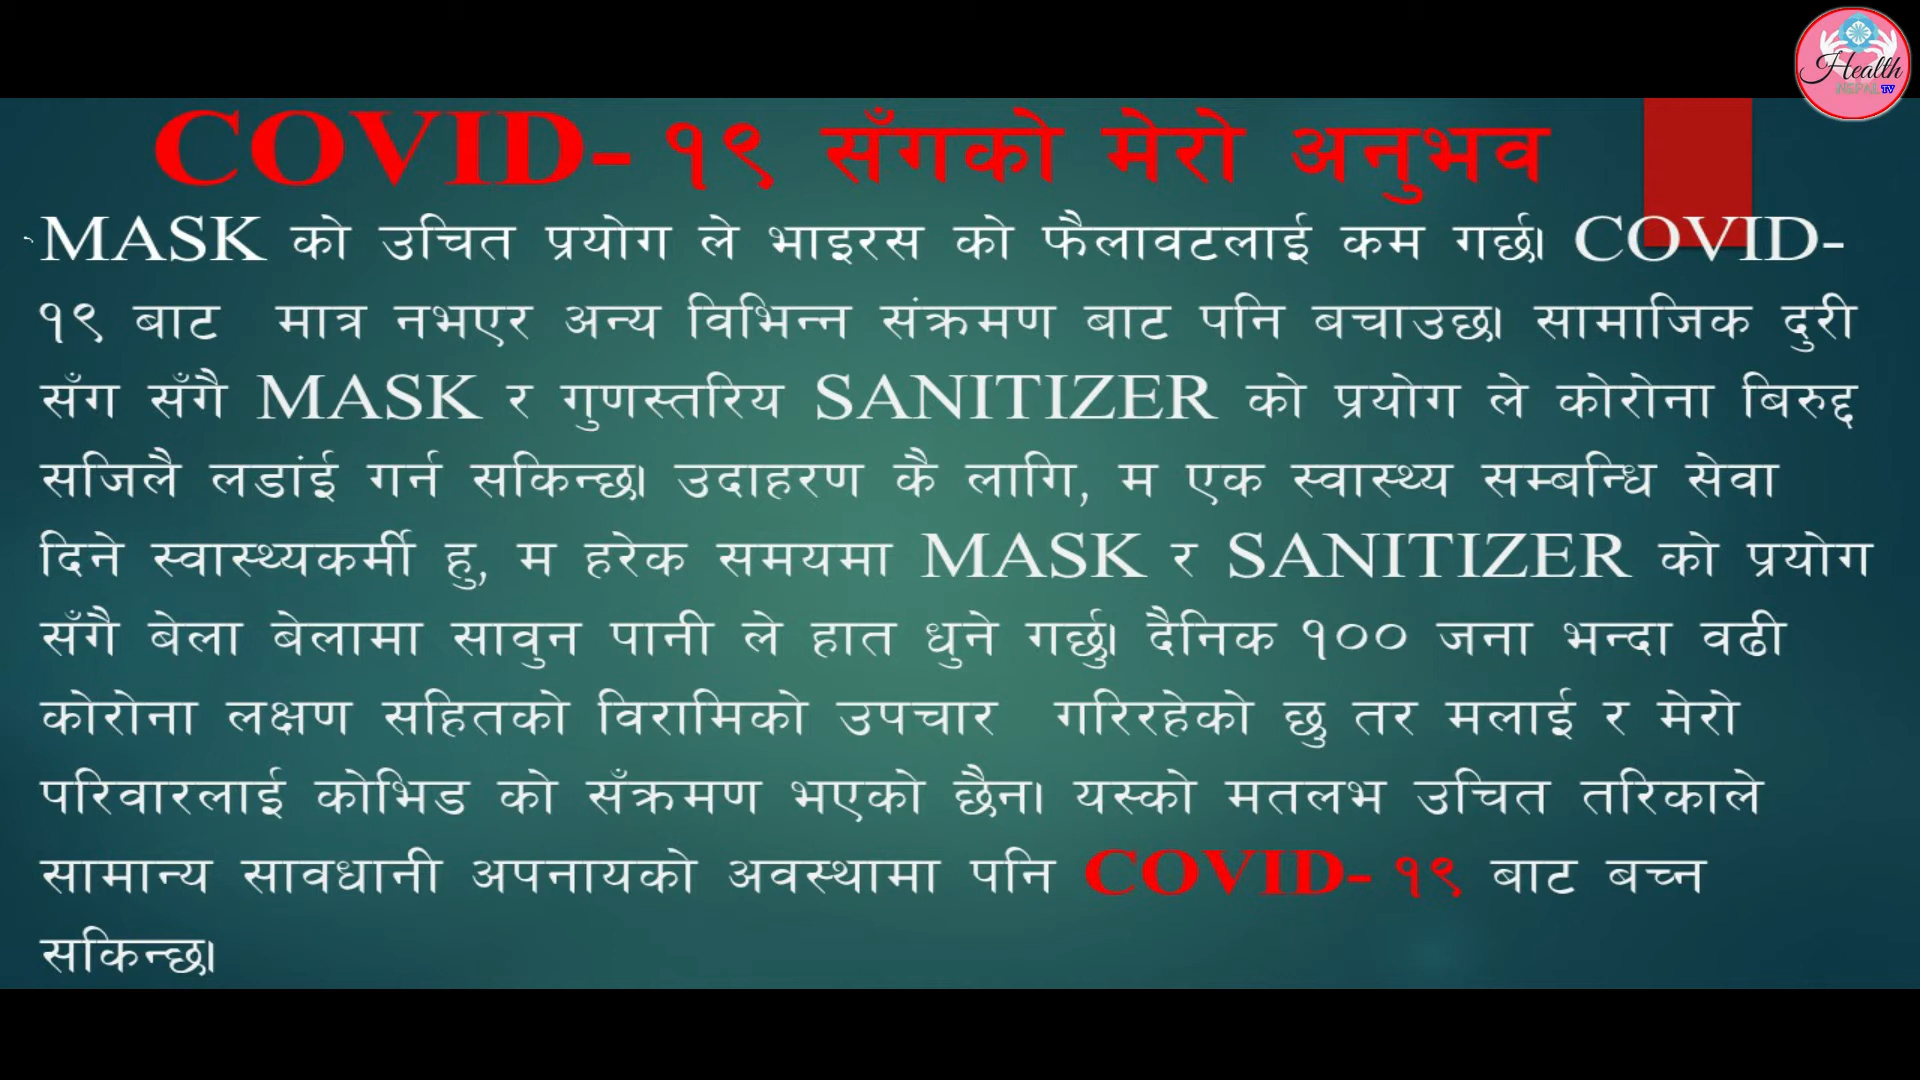 Health
NEPAL TV
COVID- १९ सँगको मेरो अनुभव
MASK को उचित प्रयोग ले भाइरस को फैलावटलाई कम गर्छ। COVID-
१९ बाट मात्र नभएर अन्य विभिन्न संक्रमण बाट पनि बचाउछ। सामाजिक दुरी
सँग सँगै MASK र गुणस्तरिय SANITIZER को प्रयोग ले कोरोना बिरुद्द
सजिलै लडांई गर्न सकिन्छ। उदाहरण कै लागि, म एक स्वास्थ्य सम्बन्धि सेवा
दिने स्वास्थ्यकर्मी हु, म हरेक समयमा MASK र SANITIZER को प्रयोग
सँगै बेला बेलामा सावुन पानी ले हात धुने गर्छु। दैनिक १०० जना भन्दा वढी
कोरोना लक्षण सहितको विरामिको उपचार गरिरहेको छु तर मलाई र मेरो
परिवारलाई कोभिड को सँक्रमण भएको छैन। यस्को मतलभ उचित तरिकाले
सामान्य सावधानी अपनायको अवस्थामा पनि COVID- १९ बाट बच्न
सकिन्छ।